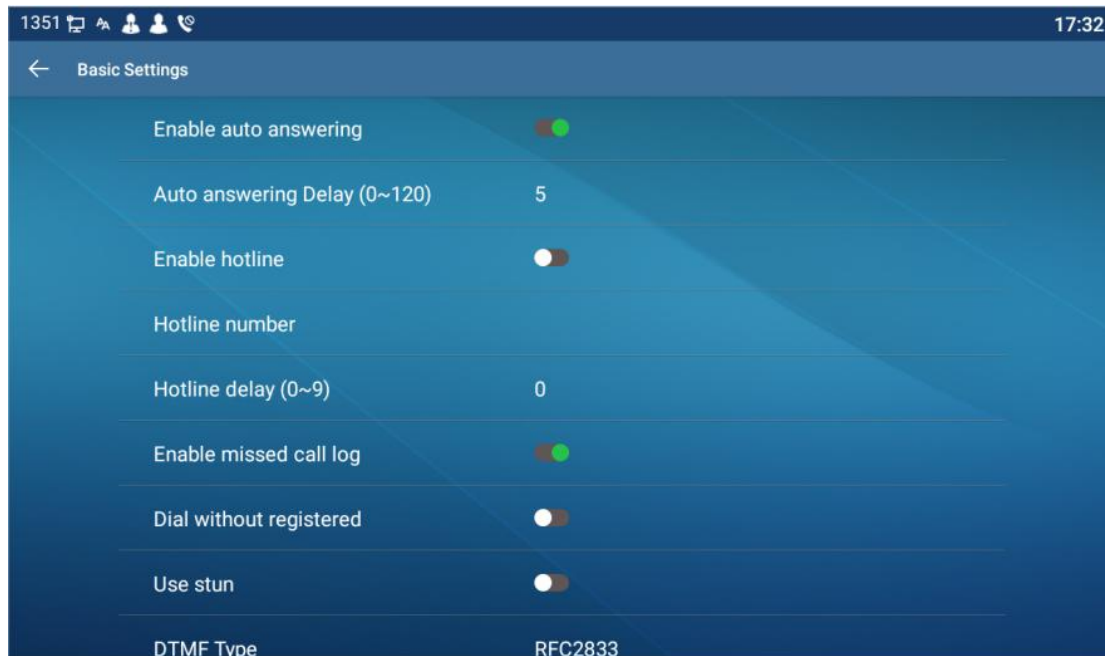 1351 17:32
Basic Settings
Enable auto answering
Auto answering Delay (0~120) 5
Enable hotline
Hotline number
Hotline delay (0~9) 0
Enable missed call log
Dial without registered
Use stun
DTMF Type RFC2833